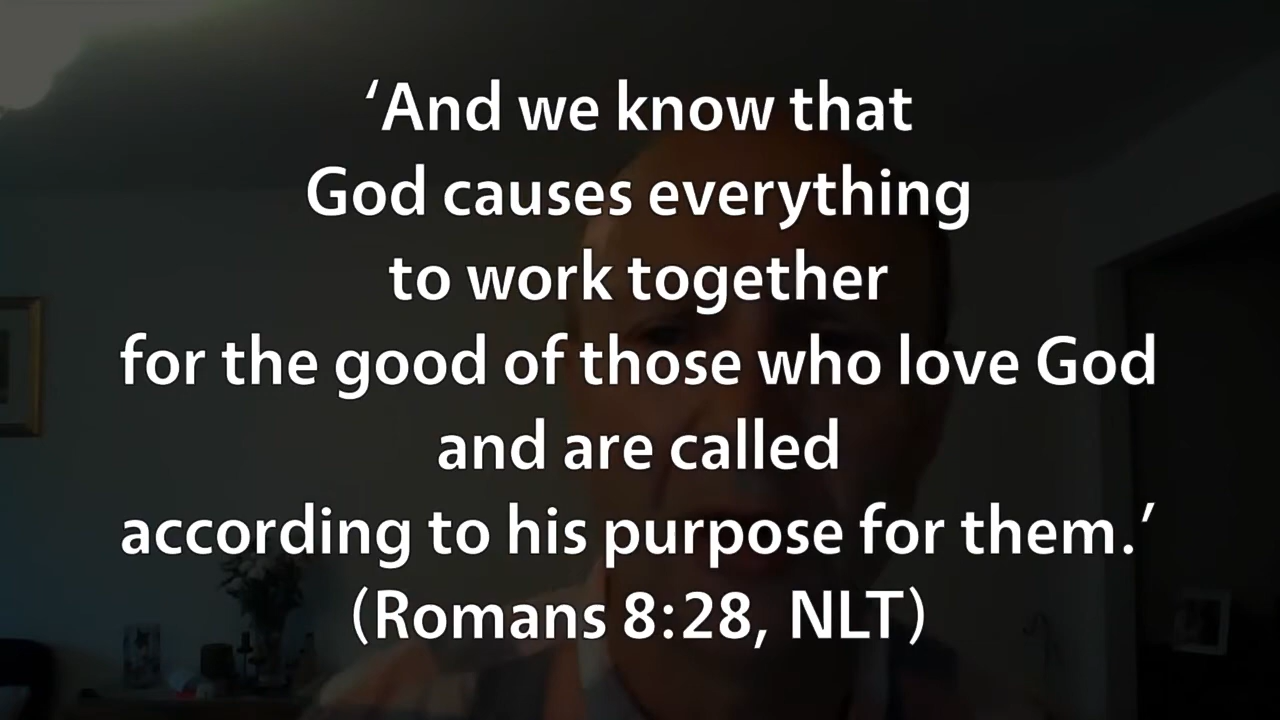 ‘And we know that
God causes everything
to work together
for the good of those who love God
and are called
according to his purpose for them.’
(Romans 8:28, NLT)